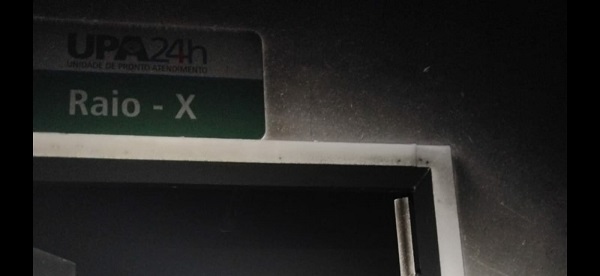 UPA24h
UNIDADE DE PRONTO ATENDIMENTO
Raio - X